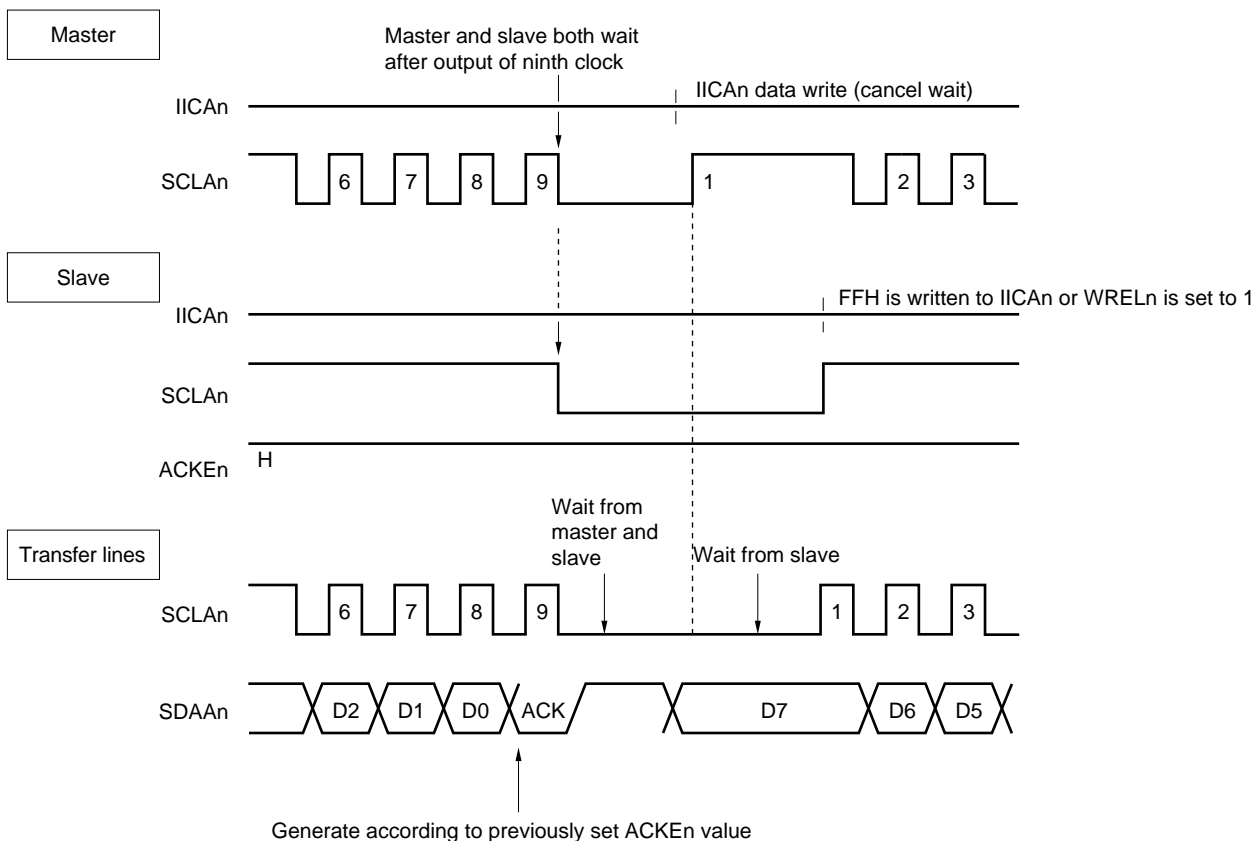 Master
Master and slave both wait
after output of ninth clock
IICAn
IICAn data write (cancel wait)
SCLAn
6 7 8 9 1 2 3
Slave
IICAn
FFH is written to IICAn or WRELn is set to 1
SCLAn
ACKEn
H
Transfer lines
Wait from
master and
slave
Wait from slave
SCLAn
6 7 8 9 1 2 3
SDAAn
D2 D1 D0 ACK D7 D6 D5
Generate according to previously set ACKEn value